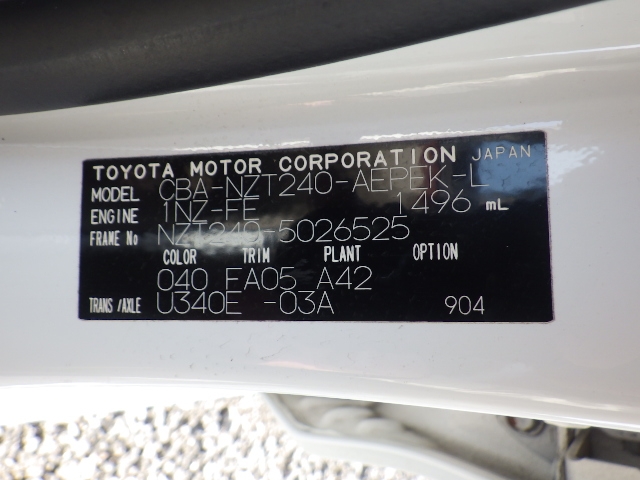 TOYOTA MOTOR CORPORATION JAPAN
MODEL CBA-NZT240-AEPEK-L
ENGINE 1NZ-FE 1496 mL
FRAME No NZT240-5026525
COLOR TRIM PLANT OPTION
040 FA05 A42
TRANS/AXLE U340E -03A 904